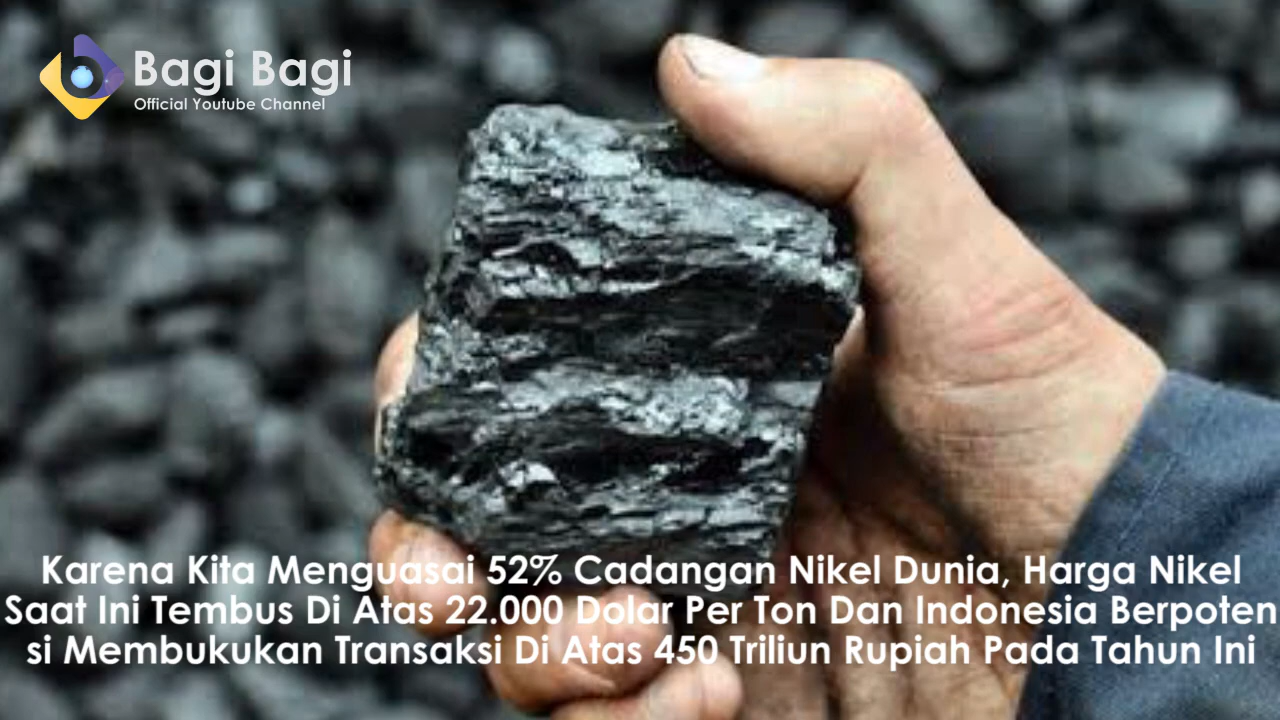 Bagi Bagi
Official Youtube Channel
Karena Kita Menguasai 52% Cadangan Nikel Dunia, Harga Nikel
Saat Ini Tembus Di Atas 22.000 Dolar Per Ton Dan Indonesia Berpoten
si Membukukan Transaksi Di Atas 450 Triliun Rupiah Pada Tahun Ini